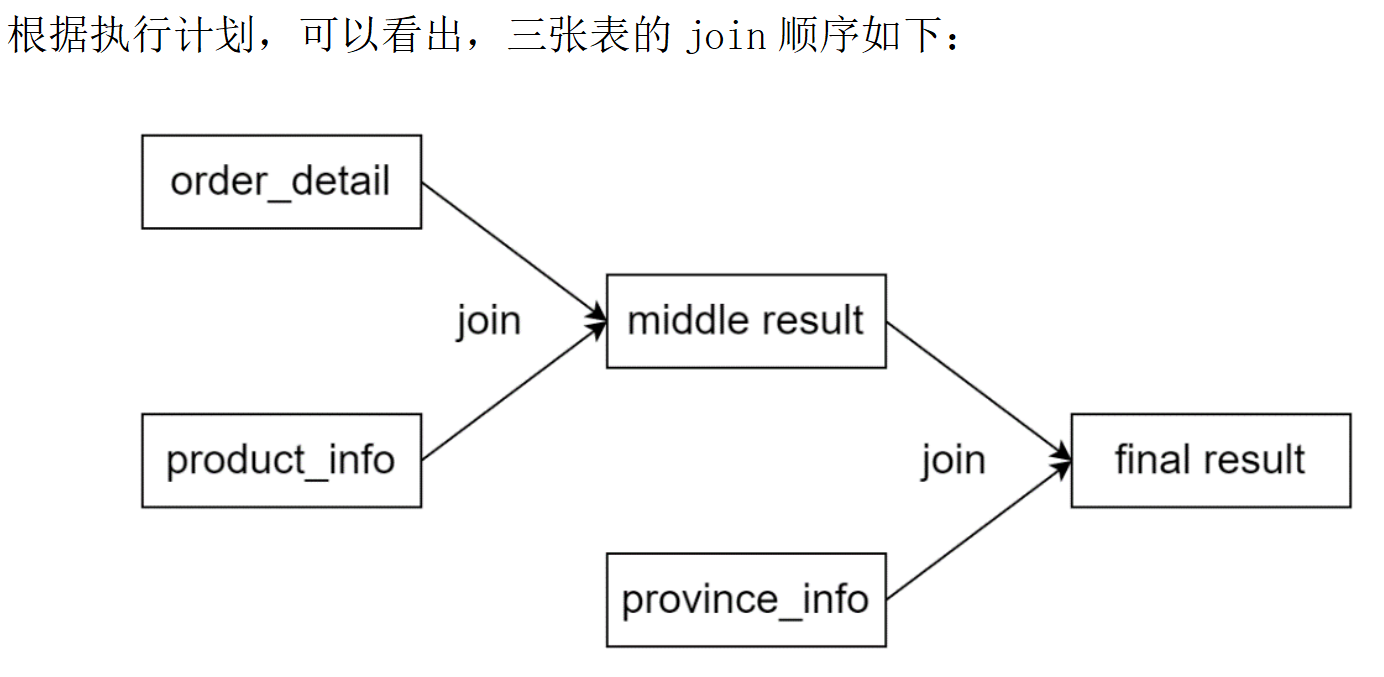 根据执行计划，可以看出，三张表的 join 顺序如下：
order_detail
join
middle result
product_info
join
final result
province_info